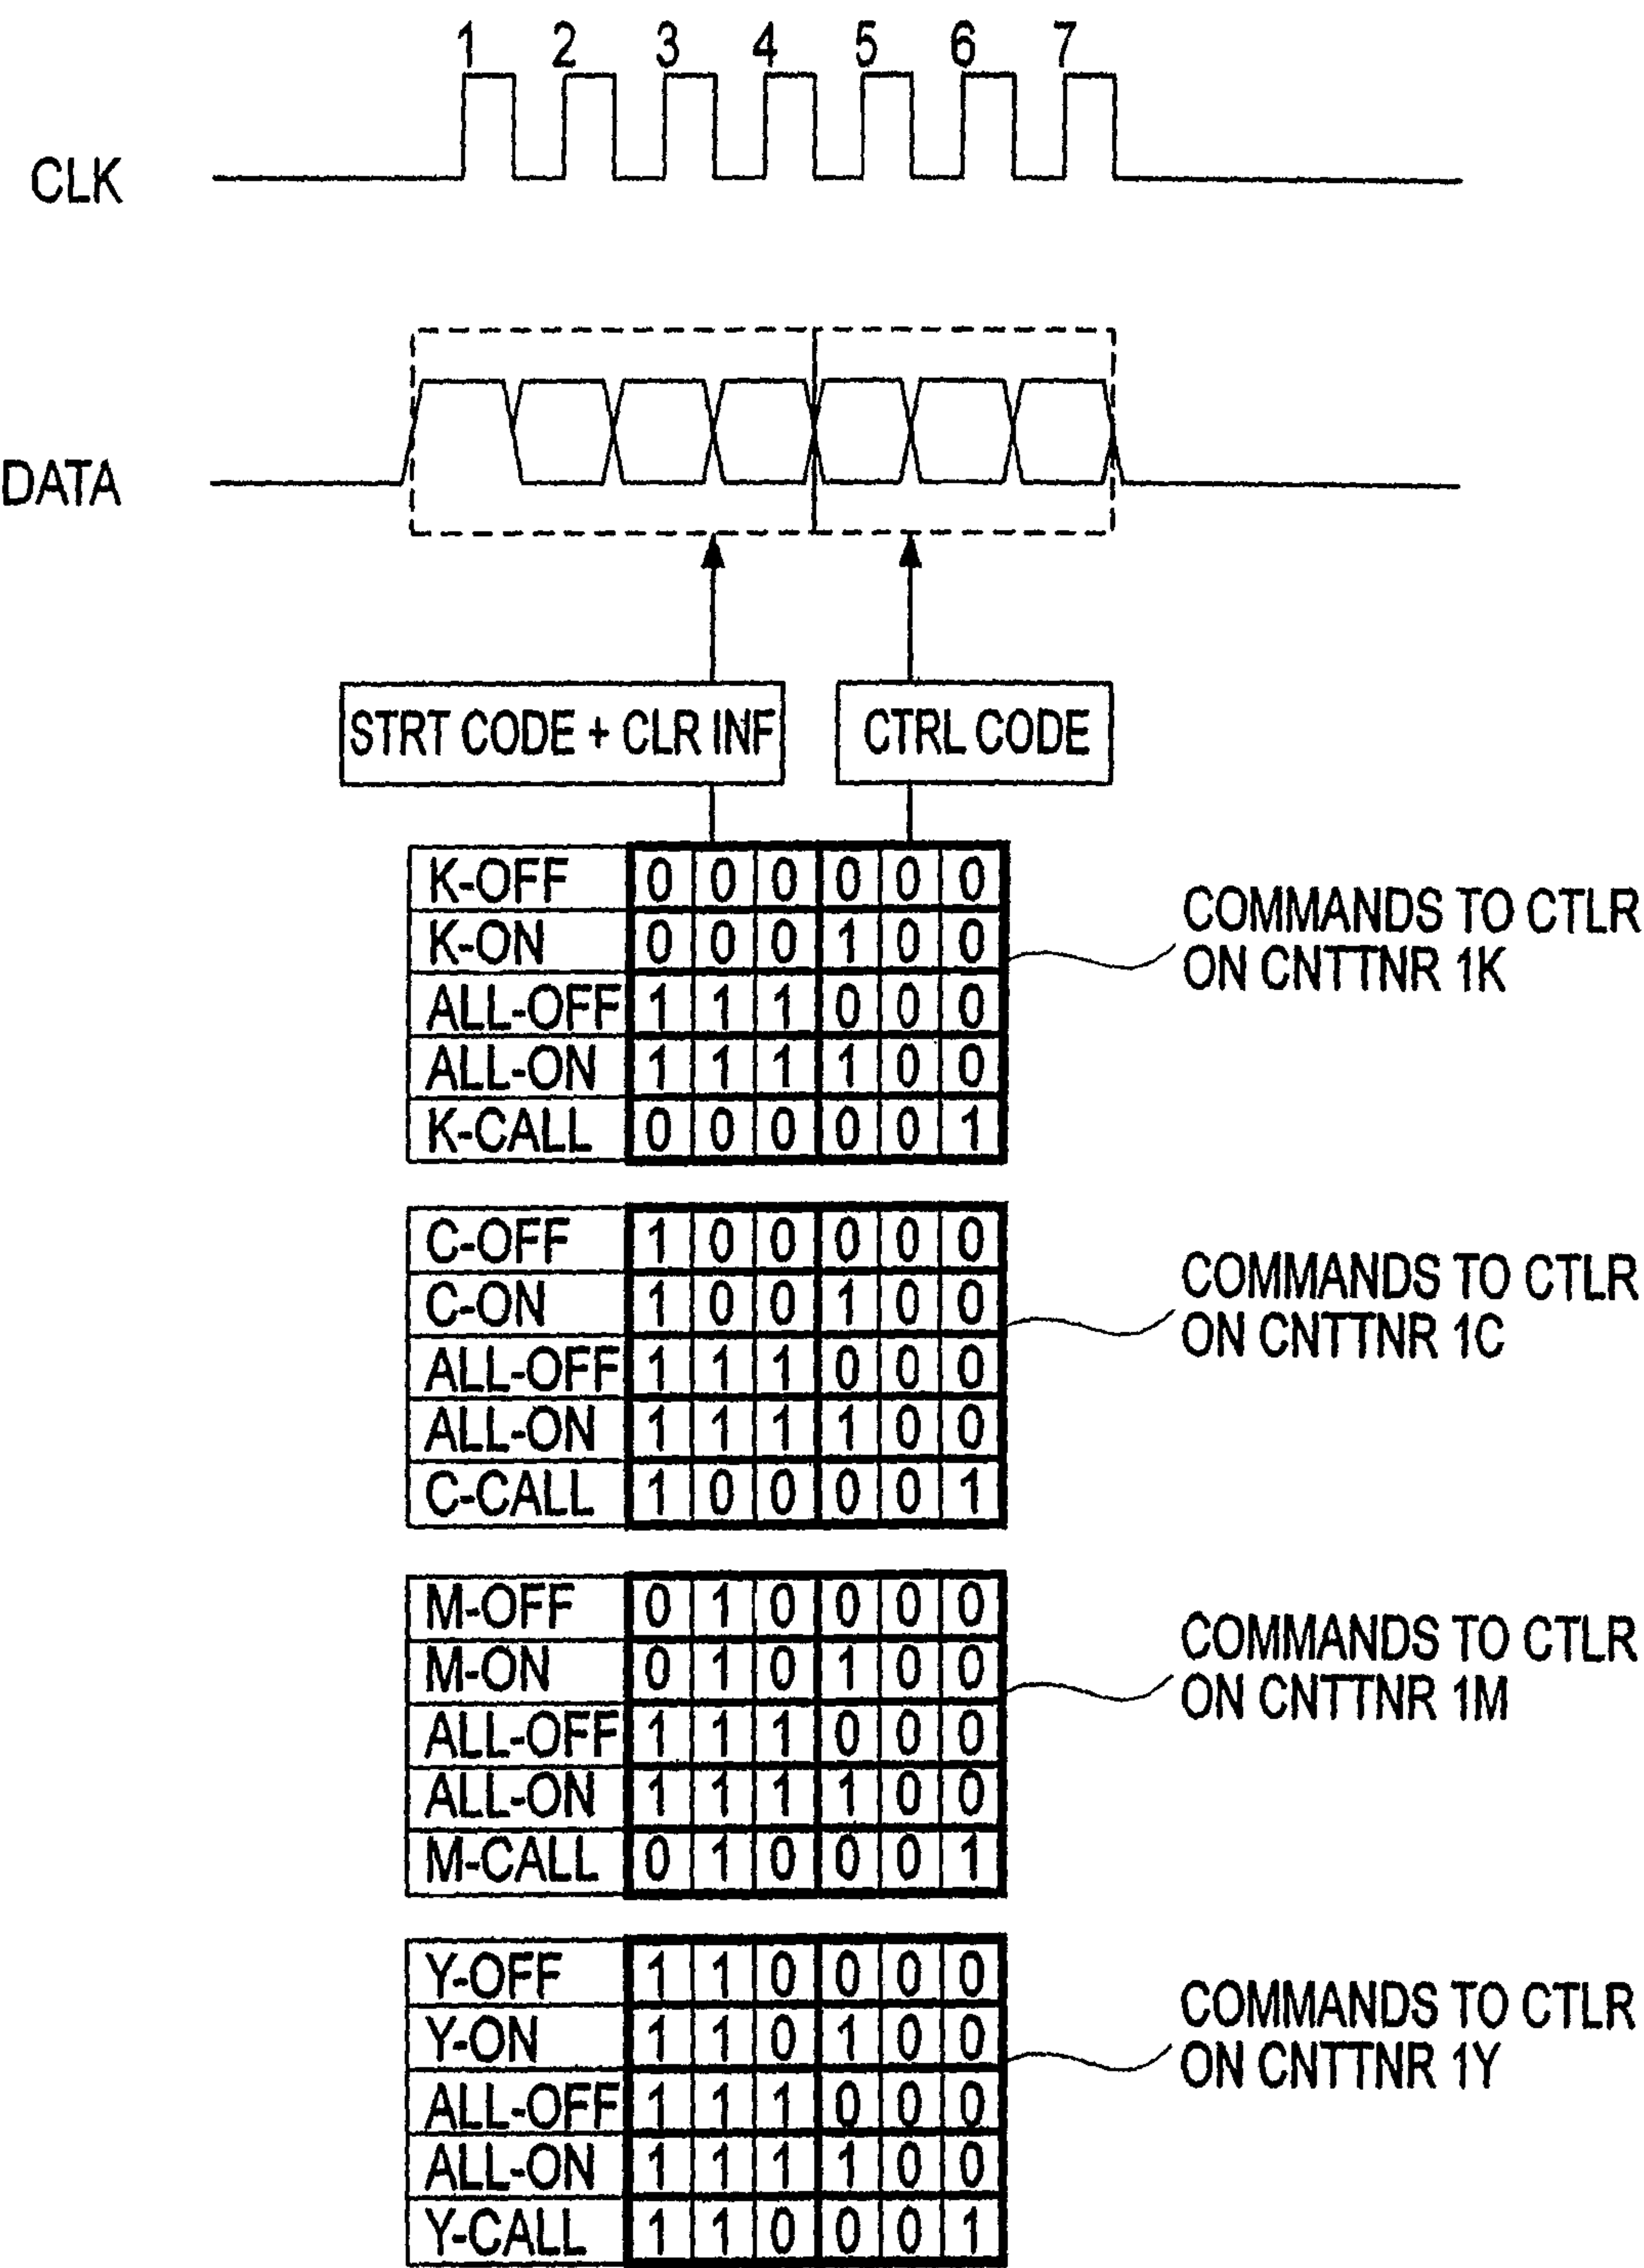 1 2 3 4 5 6 7
CLK
DATA
STRT CODE + CLR INF
CTRL CODE
K-OFF 0 0 0 0 0 0
K-ON 0 0 0 1 0 0
ALL-OFF 1 1 1 0 0 0
ALL-ON 1 1 1 1 0 0
K-CALL 0 0 0 0 0 1
COMMANDS TO CTLR
ON CNTTNR 1K
C-OFF 1 0 0 0 0 0
C-ON 1 0 0 1 0 0
ALL-OFF 1 1 1 0 0 0
ALL-ON 1 1 1 1 0 0
C-CALL 1 0 0 0 0 1
COMMANDS TO CTLR
ON CNTTNR 1C
M-OFF 0 1 0 0 0 0
M-ON 0 1 0 1 0 0
ALL-OFF 1 1 1 0 0 0
ALL-ON 1 1 1 1 0 0
M-CALL 0 1 0 0 0 1
COMMANDS TO CTLR
ON CNTTNR 1M
Y-OFF 1 1 0 0 0 0
Y-ON 1 1 0 1 0 0
ALL-OFF 1 1 1 0 0 0
ALL-ON 1 1 1 1 0 0
Y-CALL 1 1 0 0 0 1
COMMANDS TO CTLR
ON CNTTNR 1Y